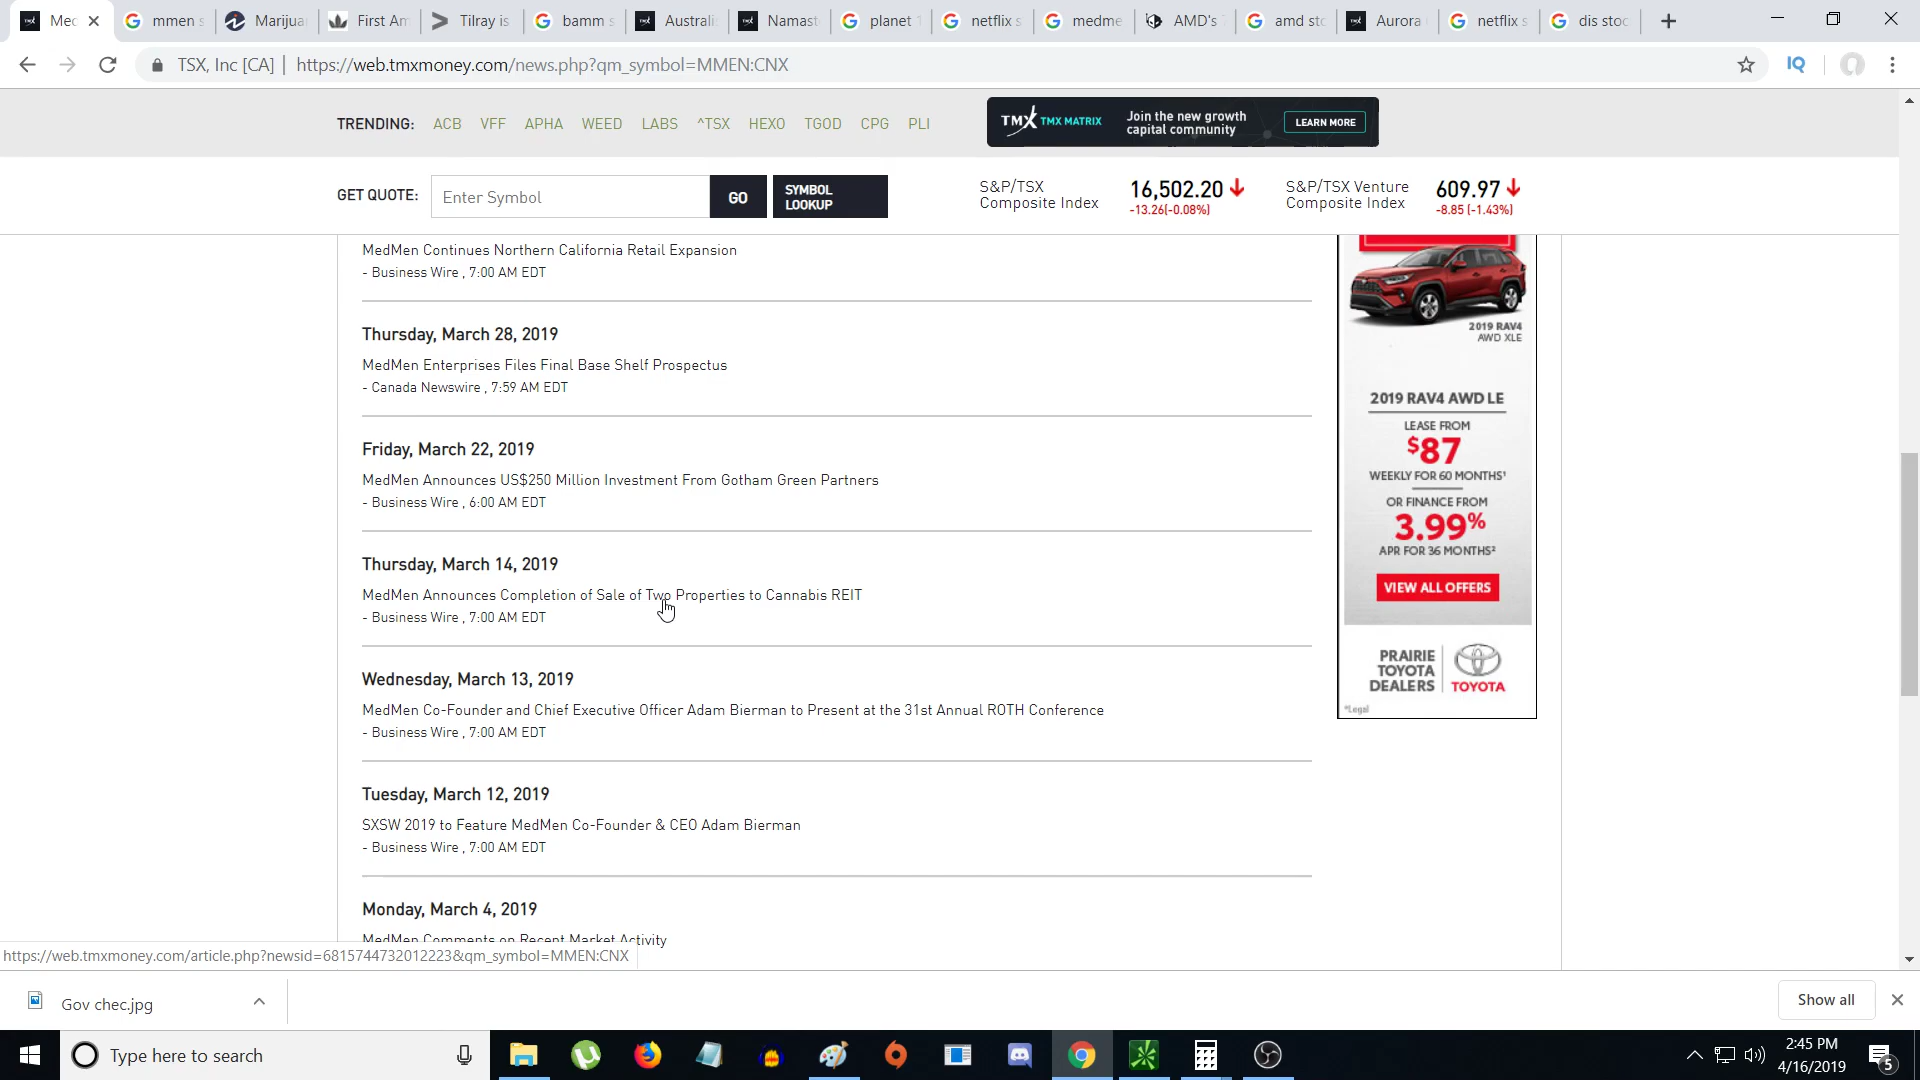 Med
mmen s
Marijua
First Am
Tilray is
bamm s
Australi
Namast
planet 1
netflix s
medme
AMD's 7
amd sto
Aurora
netflix s
dis stoc
TSX, Inc [CA] | https://web.tmxmoney.com/news.php?qm_symbol=MMEN:CNX
IQ
TRENDING: ACB VFF APHA WEED LABS ^TSX HEXO TGOD CPG PLI
TMX TMX MATRIX
Join the new growth
capital community
LEARN MORE
GET QUOTE: Enter Symbol GO SYMBOL
LOOKUP
S&P/TSX
Composite Index
16,502.20
-13.26(-0.08%)
S&P/TSX Venture
Composite Index
609.97
-8.85 (-1.43%)
MedMen Continues Northern California Retail Expansion
- Business Wire , 7:00 AM EDT
Thursday, March 28, 2019
MedMen Enterprises Files Final Base Shelf Prospectus
- Canada Newswire , 7:59 AM EDT
Friday, March 22, 2019
MedMen Announces US$250 Million Investment From Gotham Green Partners
- Business Wire , 6:00 AM EDT
Thursday, March 14, 2019
MedMen Announces Completion of Sale of Two Properties to Cannabis REIT
- Business Wire , 7:00 AM EDT
Wednesday, March 13, 2019
MedMen Co-Founder and Chief Executive Officer Adam Bierman to Present at the 31st Annual ROTH Conference
- Business Wire , 7:00 AM EDT
Tuesday, March 12, 2019
SXSW 2019 to Feature MedMen Co-Founder & CEO Adam Bierman
- Business Wire , 7:00 AM EDT
Monday, March 4, 2019
MedMen Comments on Recent Market Activity
2019 RAV4
AWD XLE
2019 RAV4 AWD LE
LEASE FROM
$87
WEEKLY FOR 60 MONTHS¹
OR FINANCE FROM
3.99%
APR FOR 36 MONTHS²
VIEW ALL OFFERS
PRAIRIE
TOYOTA
DEALERS
TOYOTA
*Legal
https://web.tmxmoney.com/article.php?newsid=6815744732012223&qm_symbol=MMEN:CNX
Gov chec.jpg
Show all
Type here to search
2:45 PM
4/16/2019
5